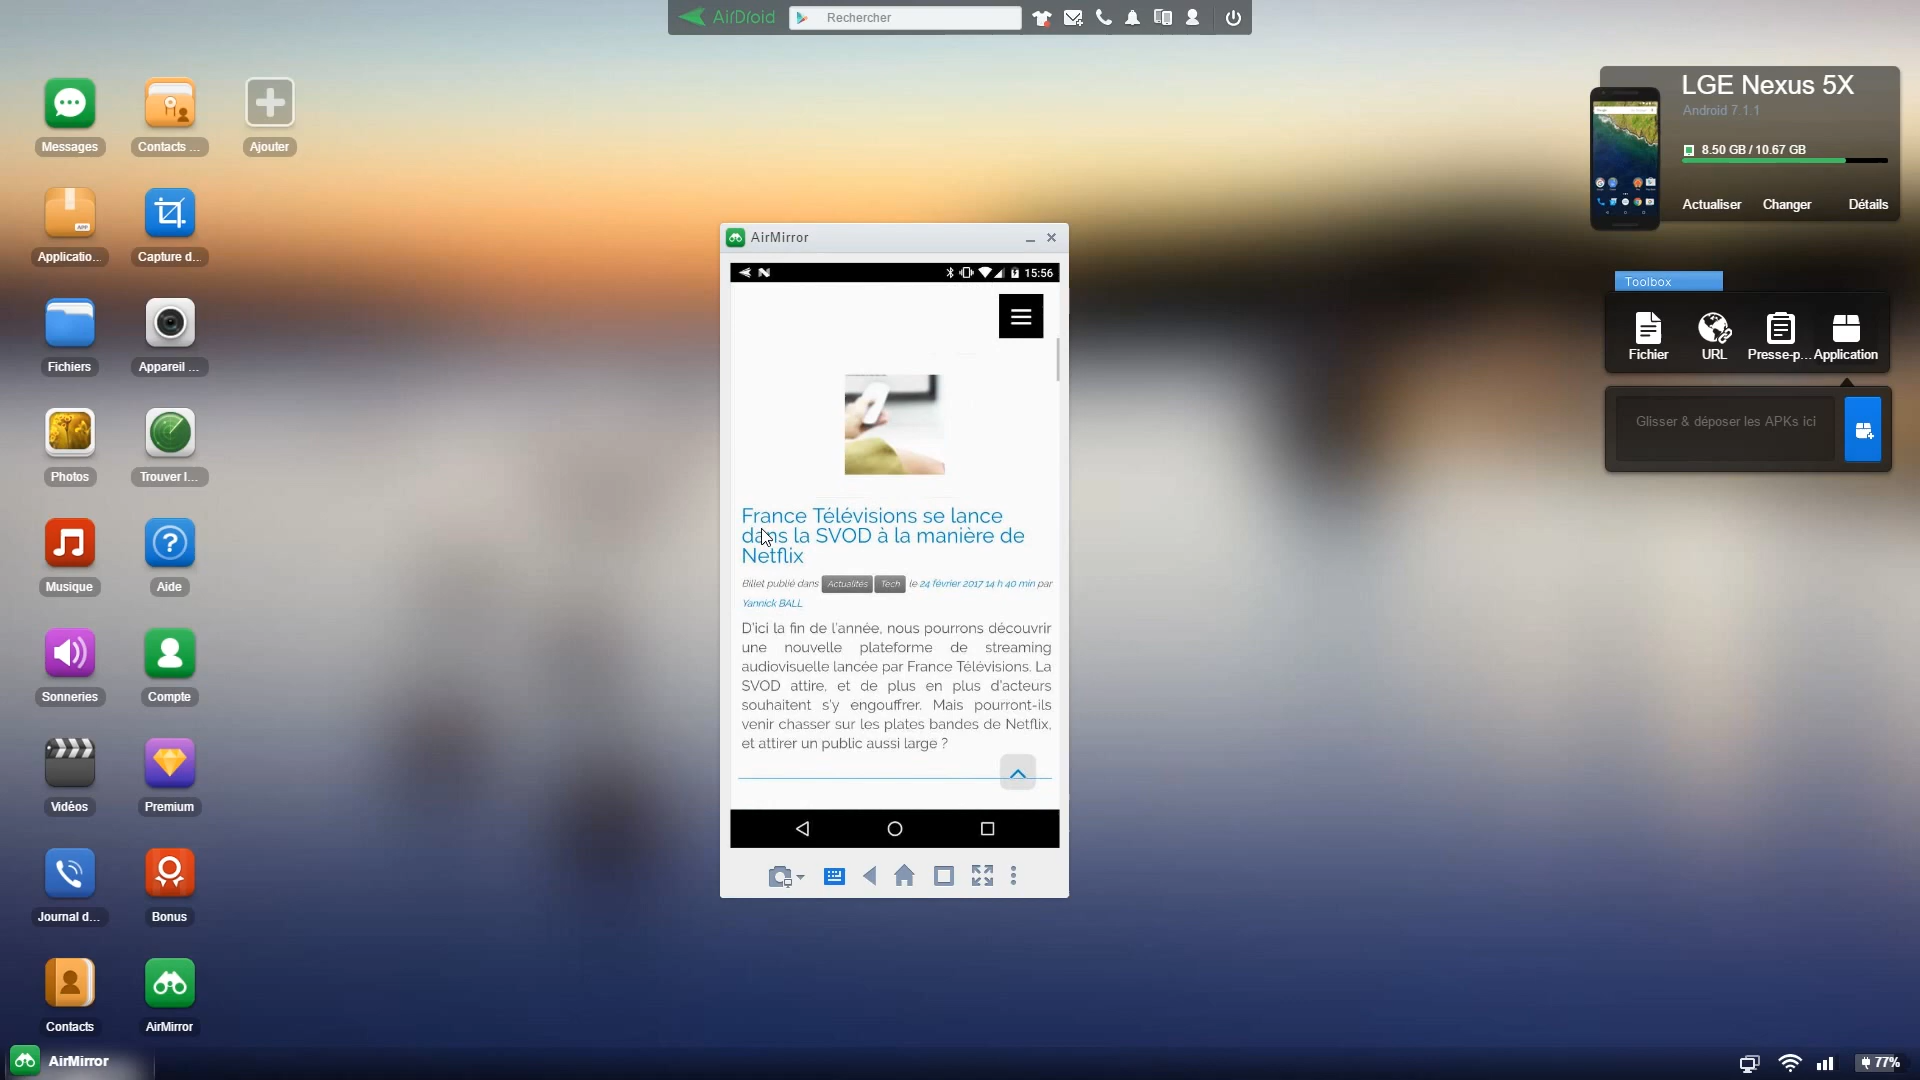 AirDroid
Rechercher
Messages
Contacts ...
Ajouter
Applicatio...
APP
Capture d...
Fichiers
Appareil ...
Photos
Trouver l...
Musique
Aide
Sonneries
Compte
Vidéos
Premium
Journal d...
Bonus
Contacts
AirMirror
AirMirror
AirMirror
15:56
France Télévisions se lance
dans la SVOD à la manière de
Netflix
Billet publié dans Actualités Tech le 24 février 2017 14 h 40 min par
Yannick BALL
D'ici la fin de l'année, nous pourrons découvrir
une nouvelle plateforme de streaming
audiovisuelle lancée par France Télévisions. La
SVOD attire, et de plus en plus d'acteurs
souhaitent s'y engouffrer. Mais pourront-ils
venir chasser sur les plates bandes de Netflix,
et attirer un public aussi large ?
LGE Nexus 5X
Android 7.1.1
8.50 GB / 10.67 GB
Actualiser Changer Détails
Toolbox
Fichier URL Presse-p... Application
Glisser & déposer les APKs ici
77%